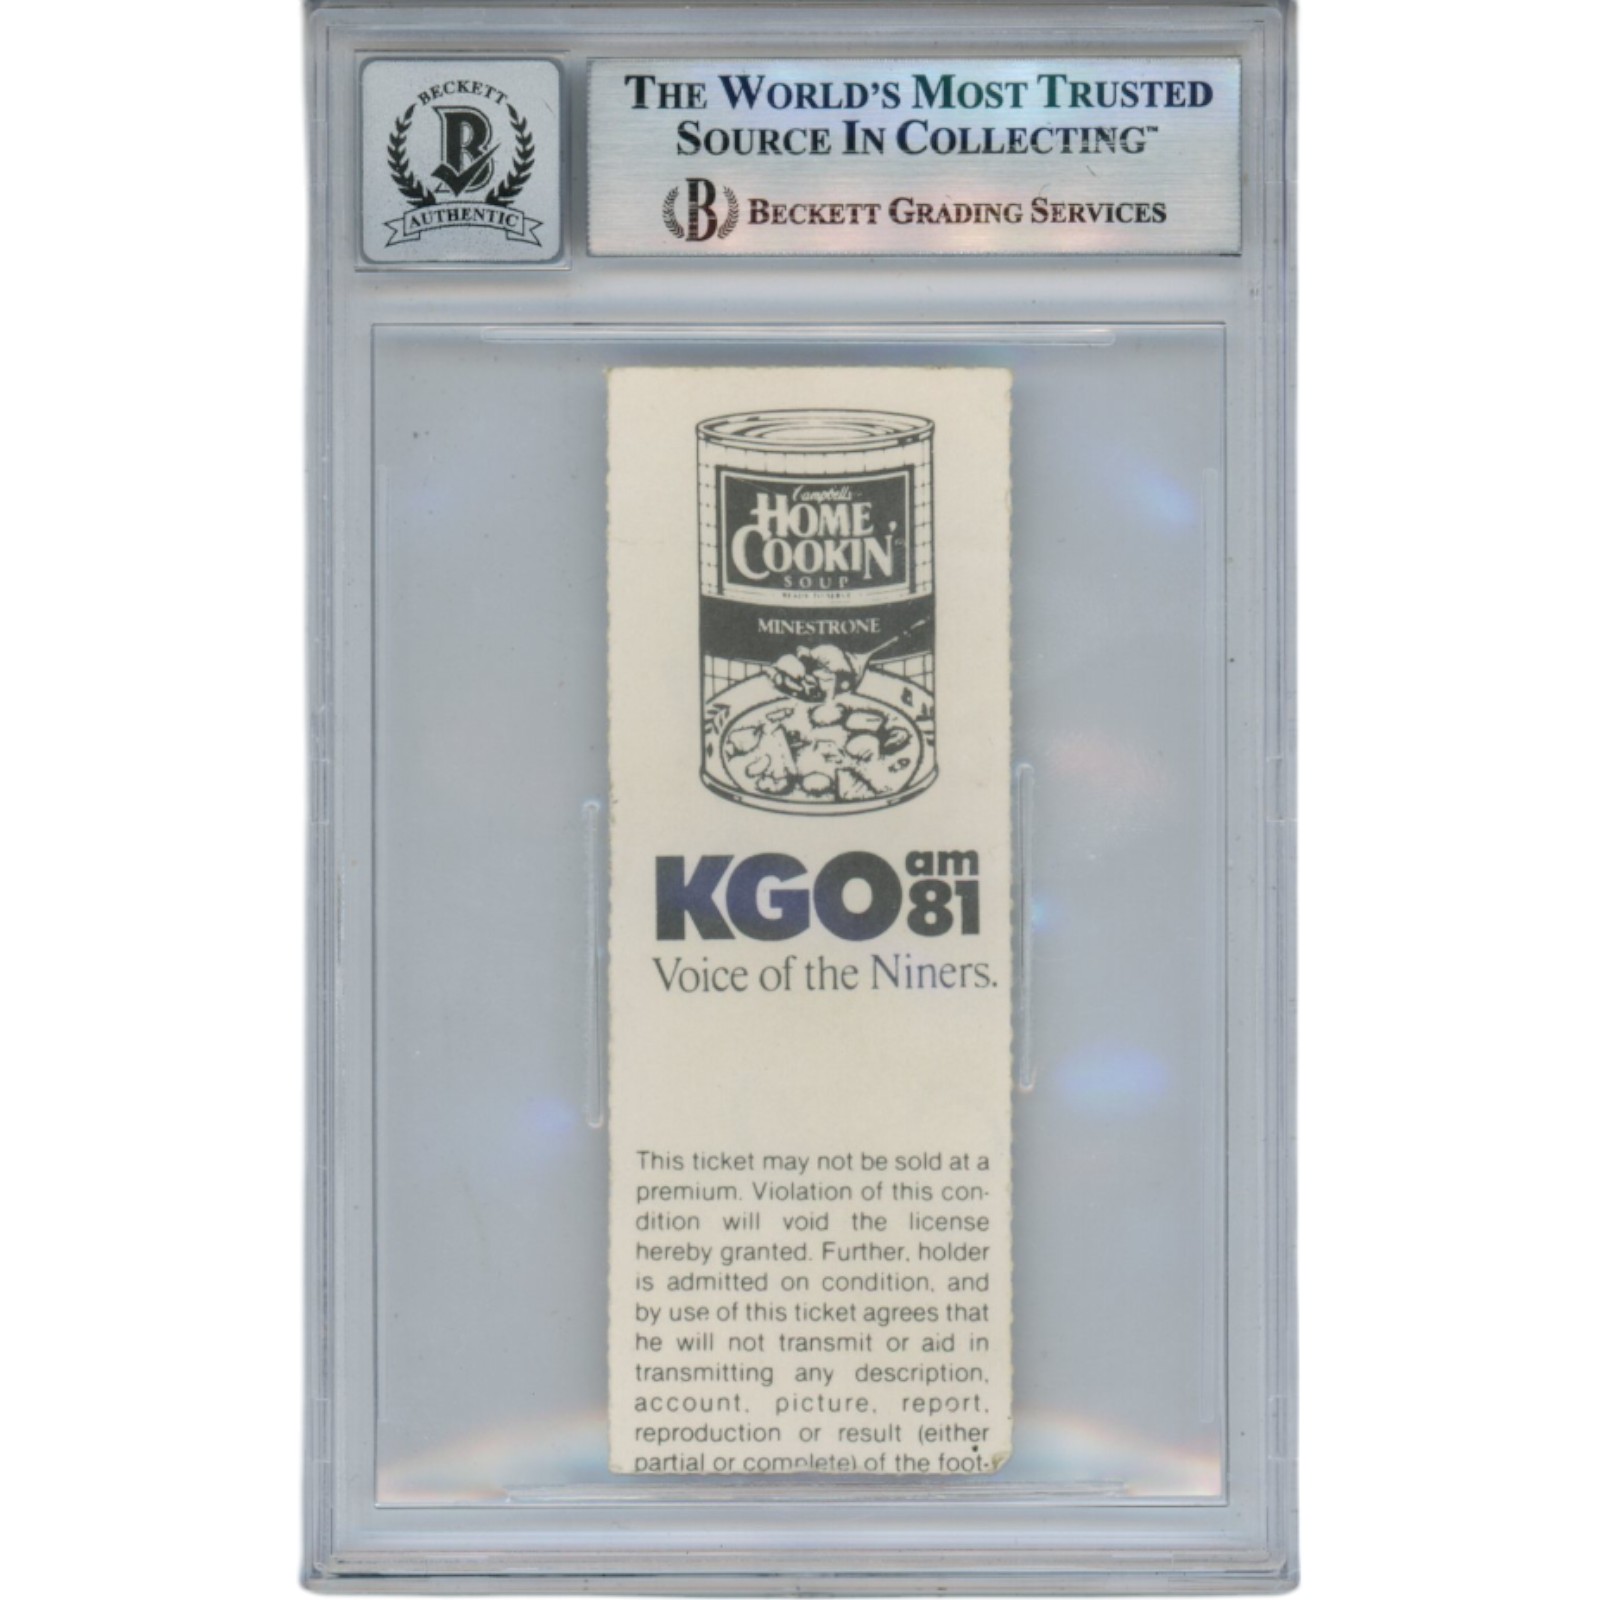 BECKETT
B
AUTHENTIC
THE WORLD'S MOST TRUSTED
SOURCE IN COLLECTING™
B BECKETT GRADING SERVICES
Campbell's
HOME
COOKIN'
SOUP
READY TO SERVE
MINESTRONE
KGO am
81
Voice of the Niners.
This ticket may not be sold at a
premium. Violation of this con-
dition will void the license
hereby granted. Further, holder
is admitted on condition, and
by use of this ticket agrees that
he will not transmit or aid in
transmitting any description,
account, picture, report,
reproduction or result (either
partial or complete) of the foot-